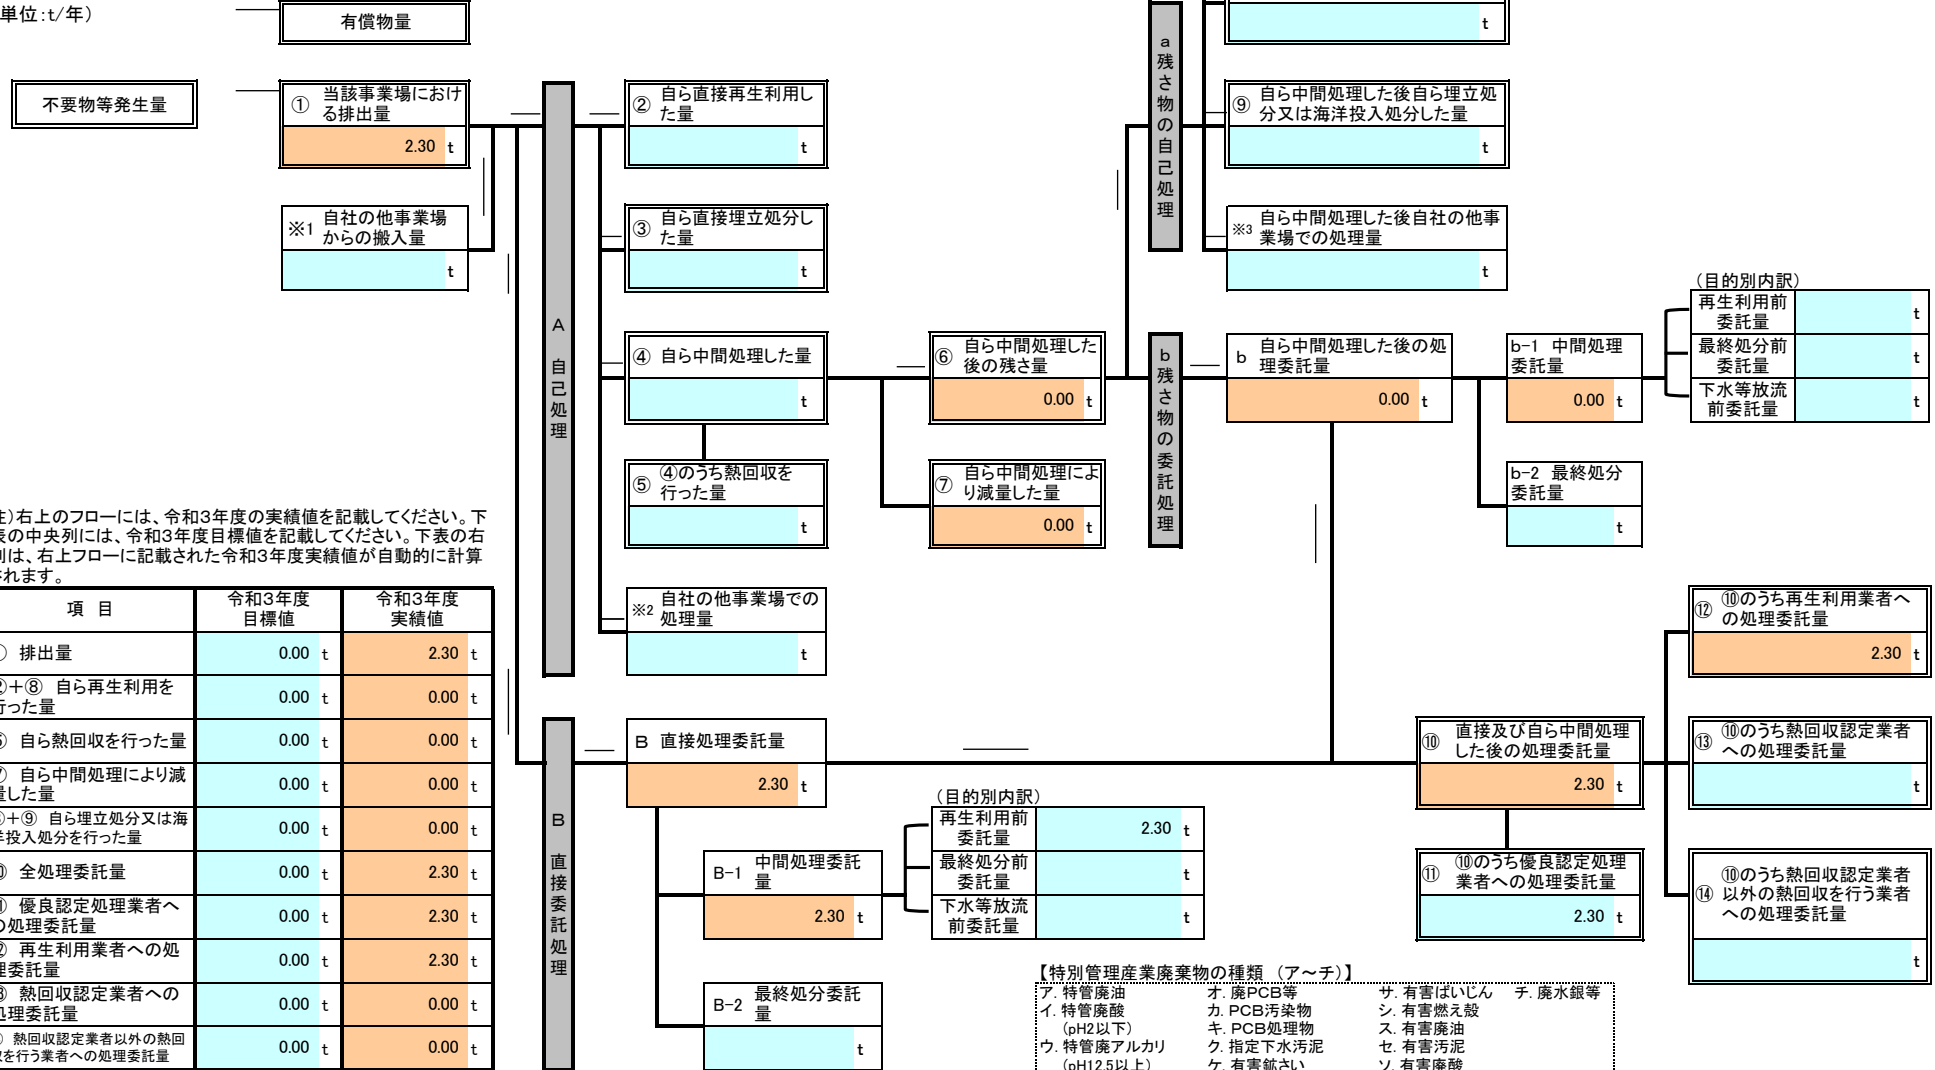 単位:t/年）
有償物量
不要物等発生量
① 当該事業場におけ
る排出量
2.30 t
※1 自社の他事業場
からの搬入量
t
A 自己処理
② 自ら直接再生利用し
た量
t
③ 自ら直接埋立処分し
た量
t
④ 自ら中間処理した量
t
⑤ ④のうち熱回収を
行った量
t
※2 自社の他事業場での
処理量
t
⑥ 自ら中間処理した
後の残さ量
0.00 t
⑦ 自ら中間処理によ
り減量した量
0.00 t
a残さ物の自己処理
t
⑨ 自ら中間処理した後自ら埋立処
分又は海洋投入処分した量
t
※3 自ら中間処理した後自社の他事
業場での処理量
t
b残さ物の委託処理
b 自ら中間処理した後の処
理委託量
0.00 t
b-1 中間処理
委託量
0.00 t
（目的別内訳）
再生利用前
委託量
t
最終処分前
委託量
t
下水等放流
前委託量
t
b-2 最終処分
委託量
t
注）右上のフローには、令和3年度の実績値を記載してください。下
表の中央列には、令和3年度目標値を記載してください。下表の右
列は、右上フローに記載された令和3年度実績値が自動的に計算
されます。
項 目 令和3年度
目標値 令和3年度
実績値
排出量 0.00 t 2.30 t
②+⑧ 自ら再生利用を
行った量 0.00 t 0.00 t
自ら熱回収を行った量 0.00 t 0.00 t
自ら中間処理により減
量した量 0.00 t 0.00 t
+⑨ 自ら埋立処分又は海
洋投入処分を行った量 0.00 t 0.00 t
全処理委託量 0.00 t 2.30 t
優良認定処理業者へ
の処理委託量 0.00 t 2.30 t
再生利用業者への処
理委託量 0.00 t 2.30 t
熱回収認定業者への
処理委託量 0.00 t 0.00 t
熱回収認定業者以外の熱回
収を行う業者への処理委託量 0.00 t 0.00 t
B 直接委託処理
B 直接処理委託量
2.30 t
B-1 中間処理委託
量
2.30 t
（目的別内訳）
再生利用前
委託量
2.30 t
最終処分前
委託量
t
下水等放流
前委託量
t
B-2 最終処分委託
量
t
⑩ 直接及び自ら中間処理
した後の処理委託量
2.30 t
⑪ ⑩のうち優良認定処理
業者への処理委託量
2.30 t
⑫ ⑩のうち再生利用業者へ
の処理委託量
2.30 t
⑬ ⑩のうち熱回収認定業者
への処理委託量
t
⑭ ⑩のうち熱回収認定業者
以外の熱回収を行う業者
への処理委託量
t
【特別管理産業廃棄物の種類 （ア～チ）】
ア. 特管廃油 オ. 廃PCB等 サ. 有害ばいじん チ. 廃水銀等
イ. 特管廃酸 カ. PCB汚染物 シ. 有害燃え殻
（pH2以下） キ. PCB処理物 ス. 有害廃油
ウ. 特管廃アルカリ ク. 指定下水汚泥 セ. 有害汚泥
（pH12.5以上） ケ. 有害鉱さい ソ. 有害廃酸